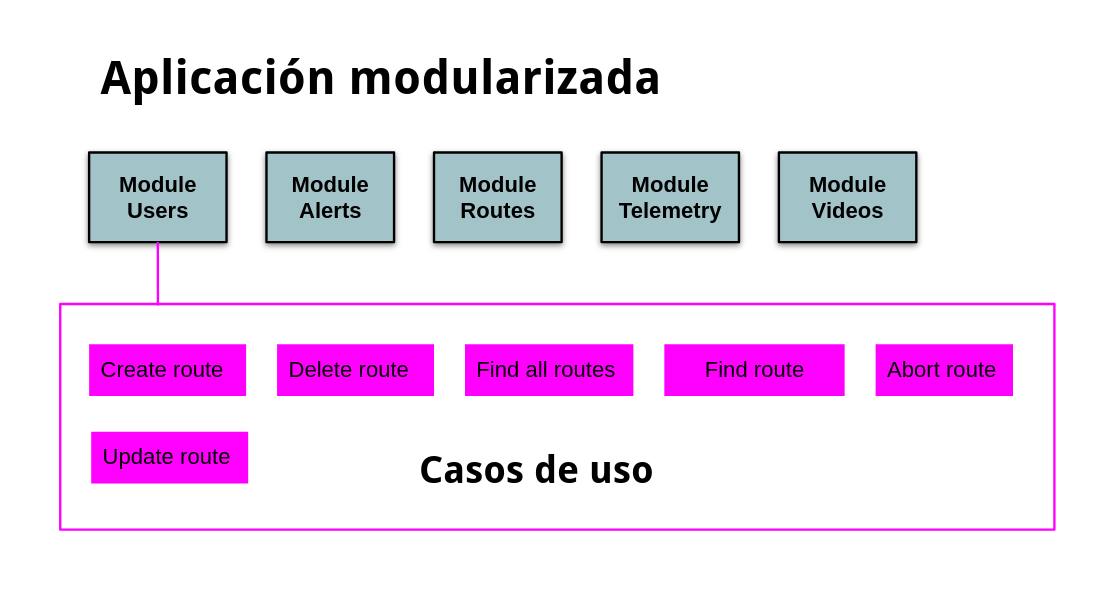 Aplicación modularizada
Module
Users
Module
Alerts
Module
Routes
Module
Telemetry
Module
Videos
Create route
Delete route
Find all routes
Find route
Abort route
Update route
Casos de uso